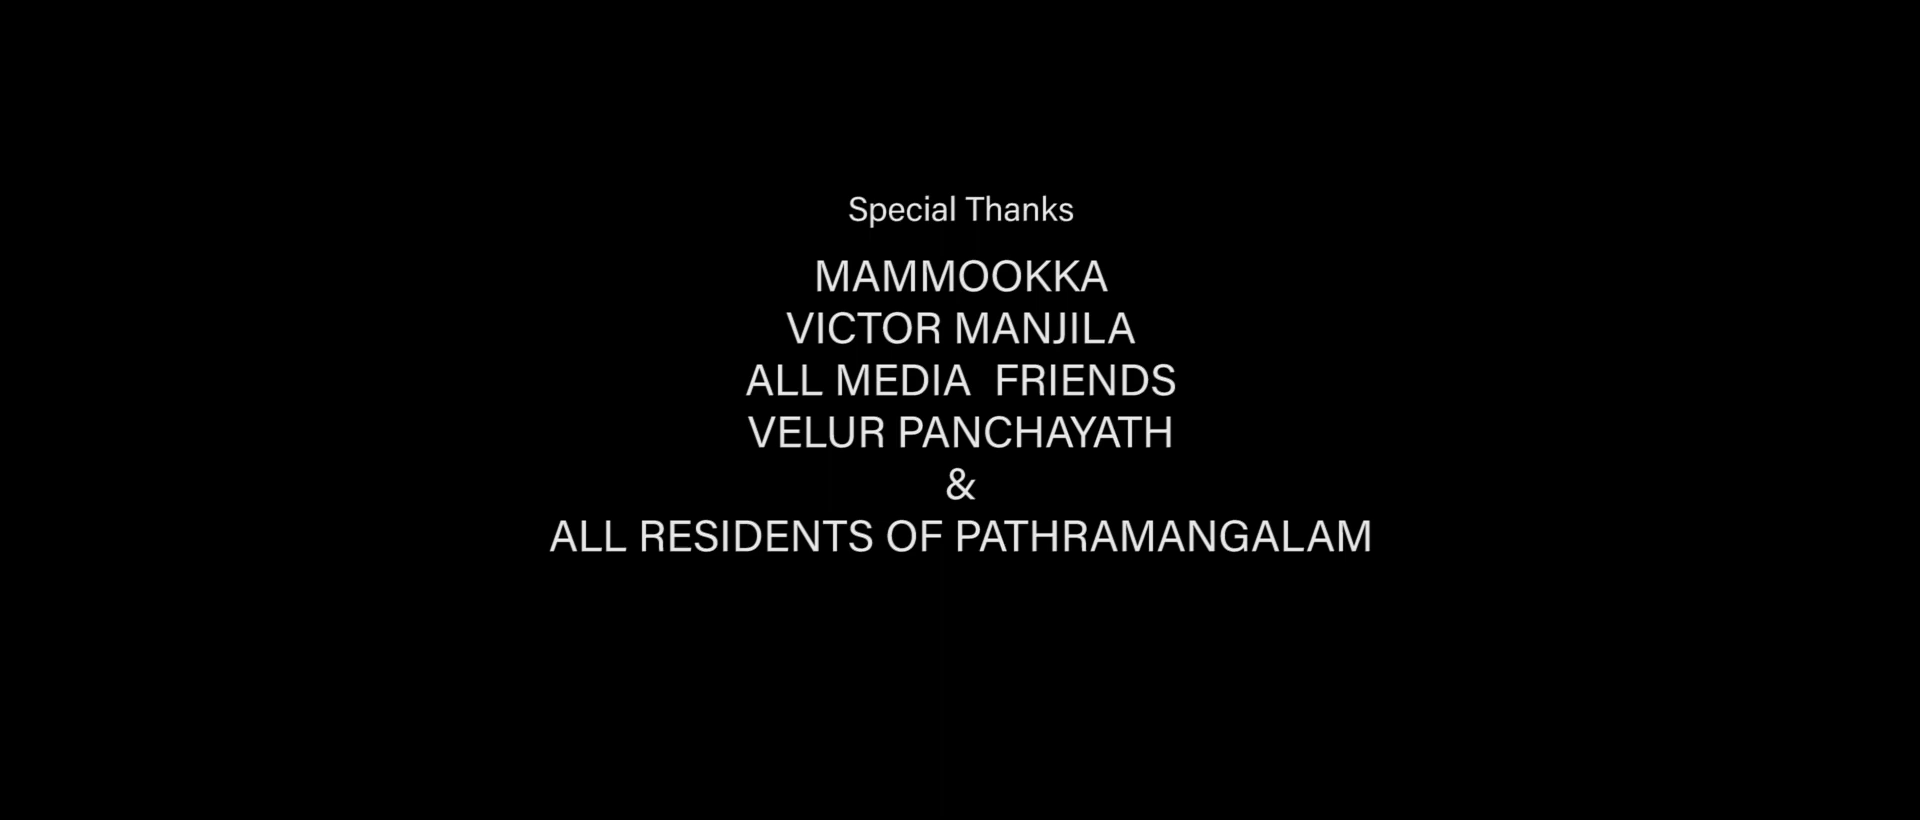 Special Thanks
MAMMOOKKA
VICTOR MANJILA
ALL MEDIA  FRIENDS
VELUR PANCHAYATH
&
ALL RESIDENTS OF PATHRAMANGALAM